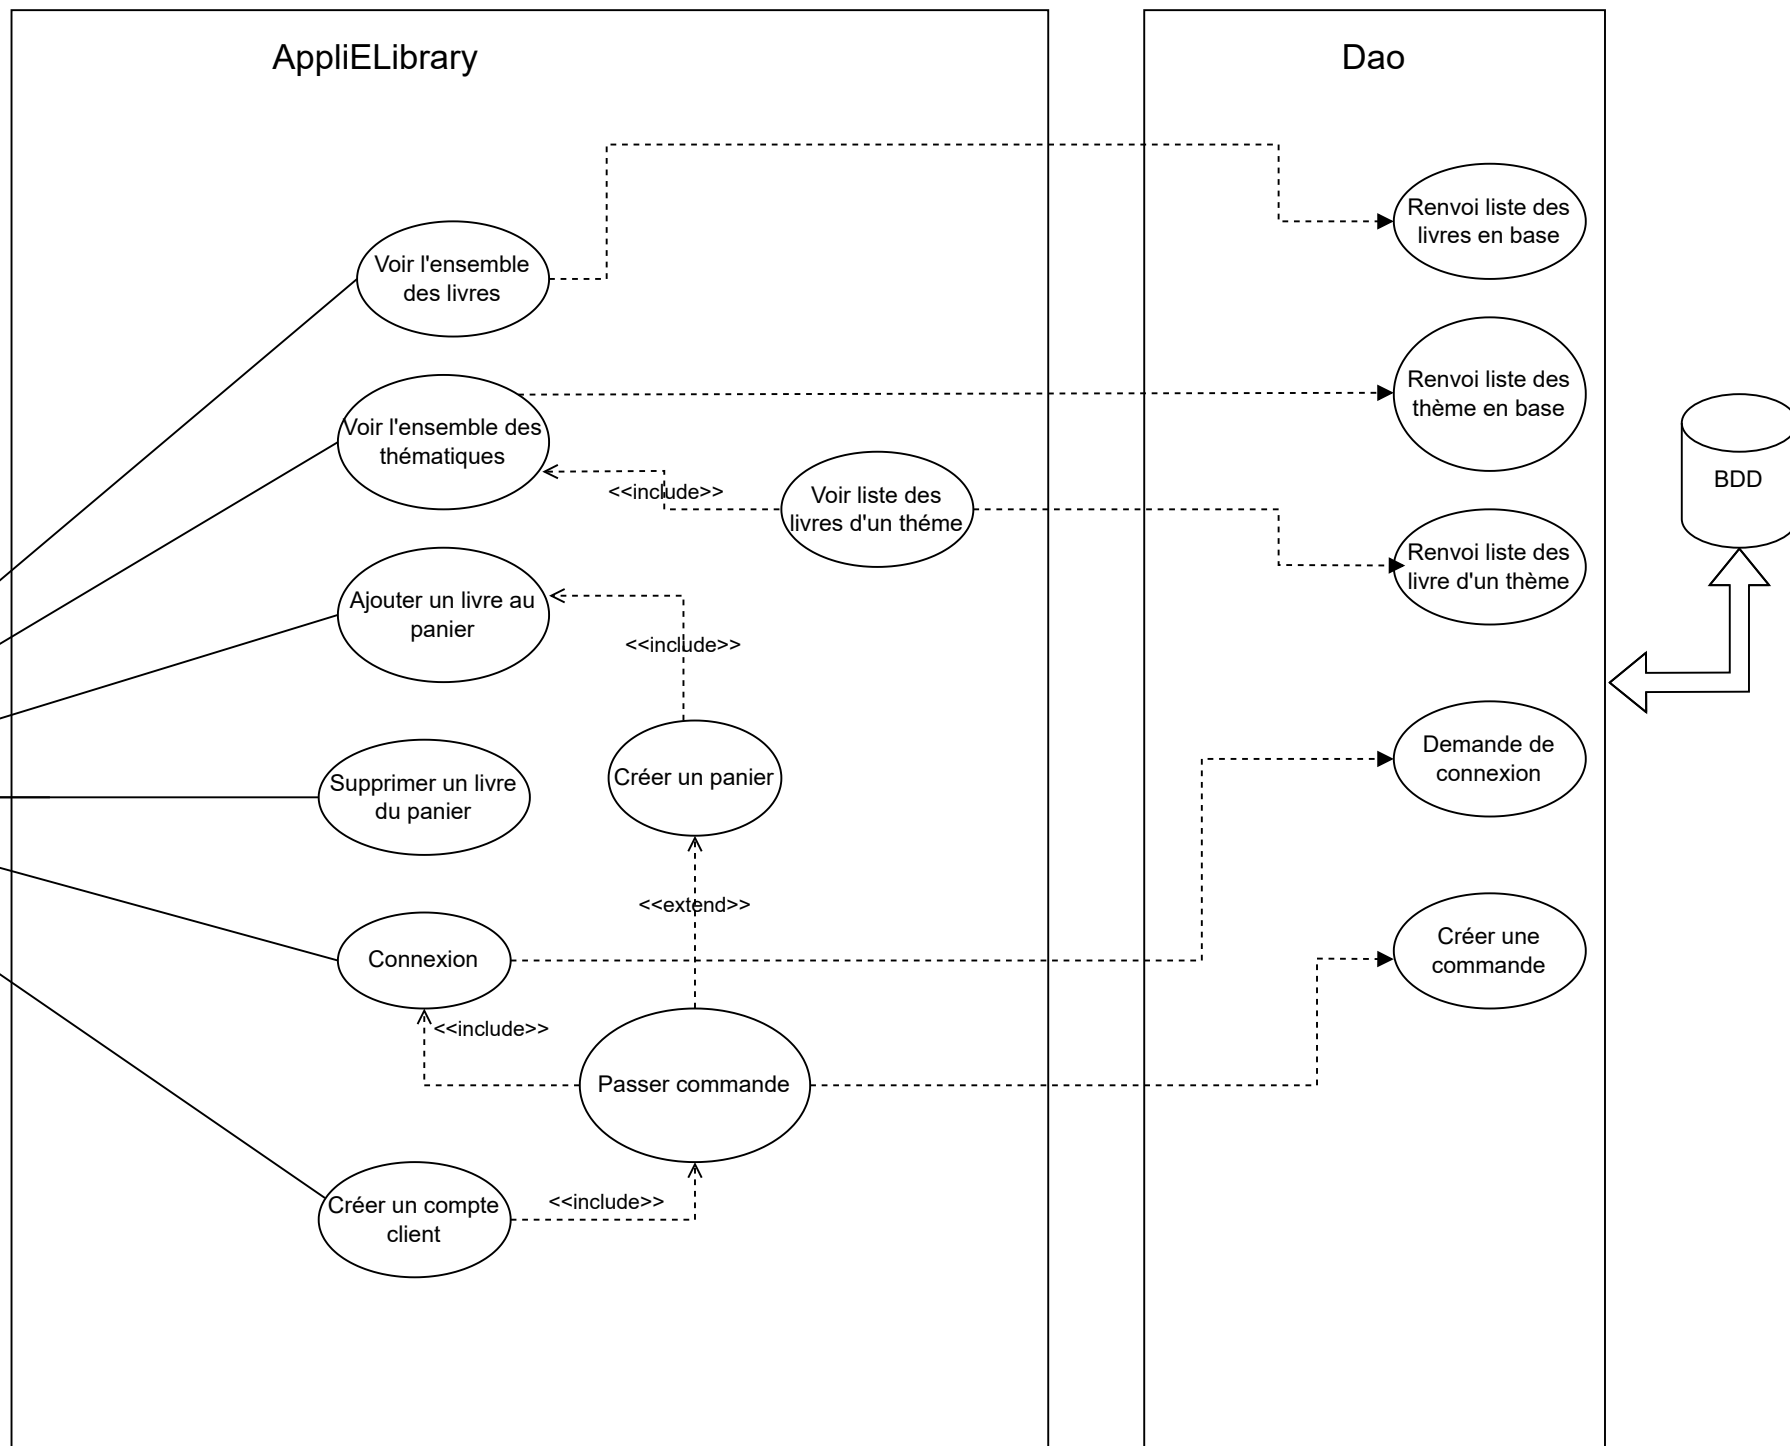 AppliELibrary
Dao
Renvoi liste des
livres en base
Voir l'ensemble
des livres
Renvoi liste des
thème en base
Voir l'ensemble des
thématiques
<<include>>
Voir liste des
livres d'un théme
BDD
Renvoi liste des
livre d'un thème
Ajouter un livre au
panier
<<include>>
Demande de
connexion
Créer un panier
Supprimer un livre
du panier
<<extend>>
Créer une
commande
Connexion
<<include>>
Passer commande
<<include>>
Créer un compte
client